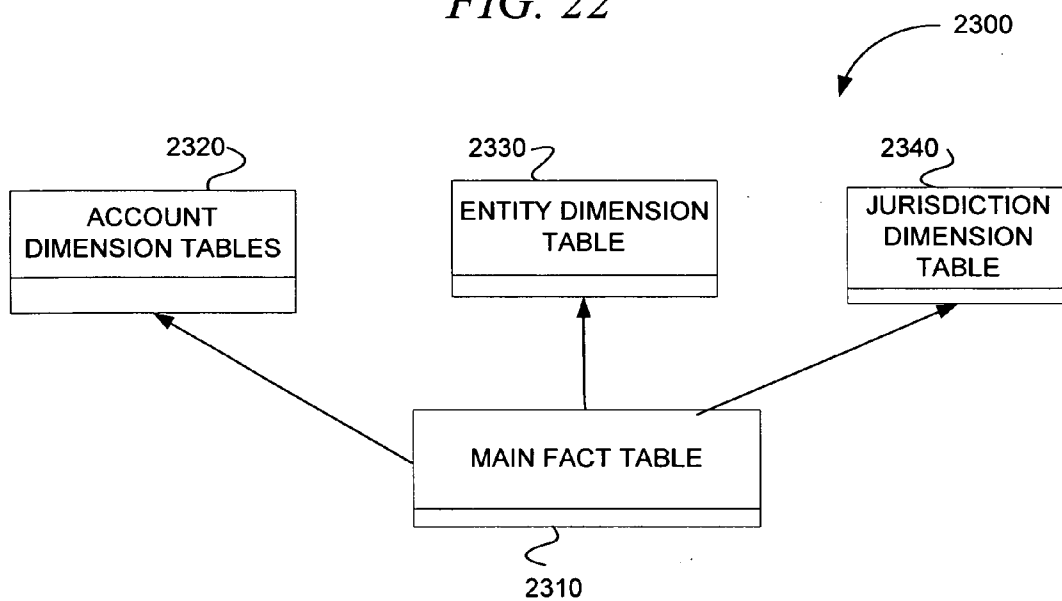 FIG. 22
2300
2320
2330
2340
ACCOUNT
DIMENSION TABLES
ENTITY DIMENSION
TABLE
JURISDICTION
DIMENSION
TABLE
MAIN FACT TABLE
2310